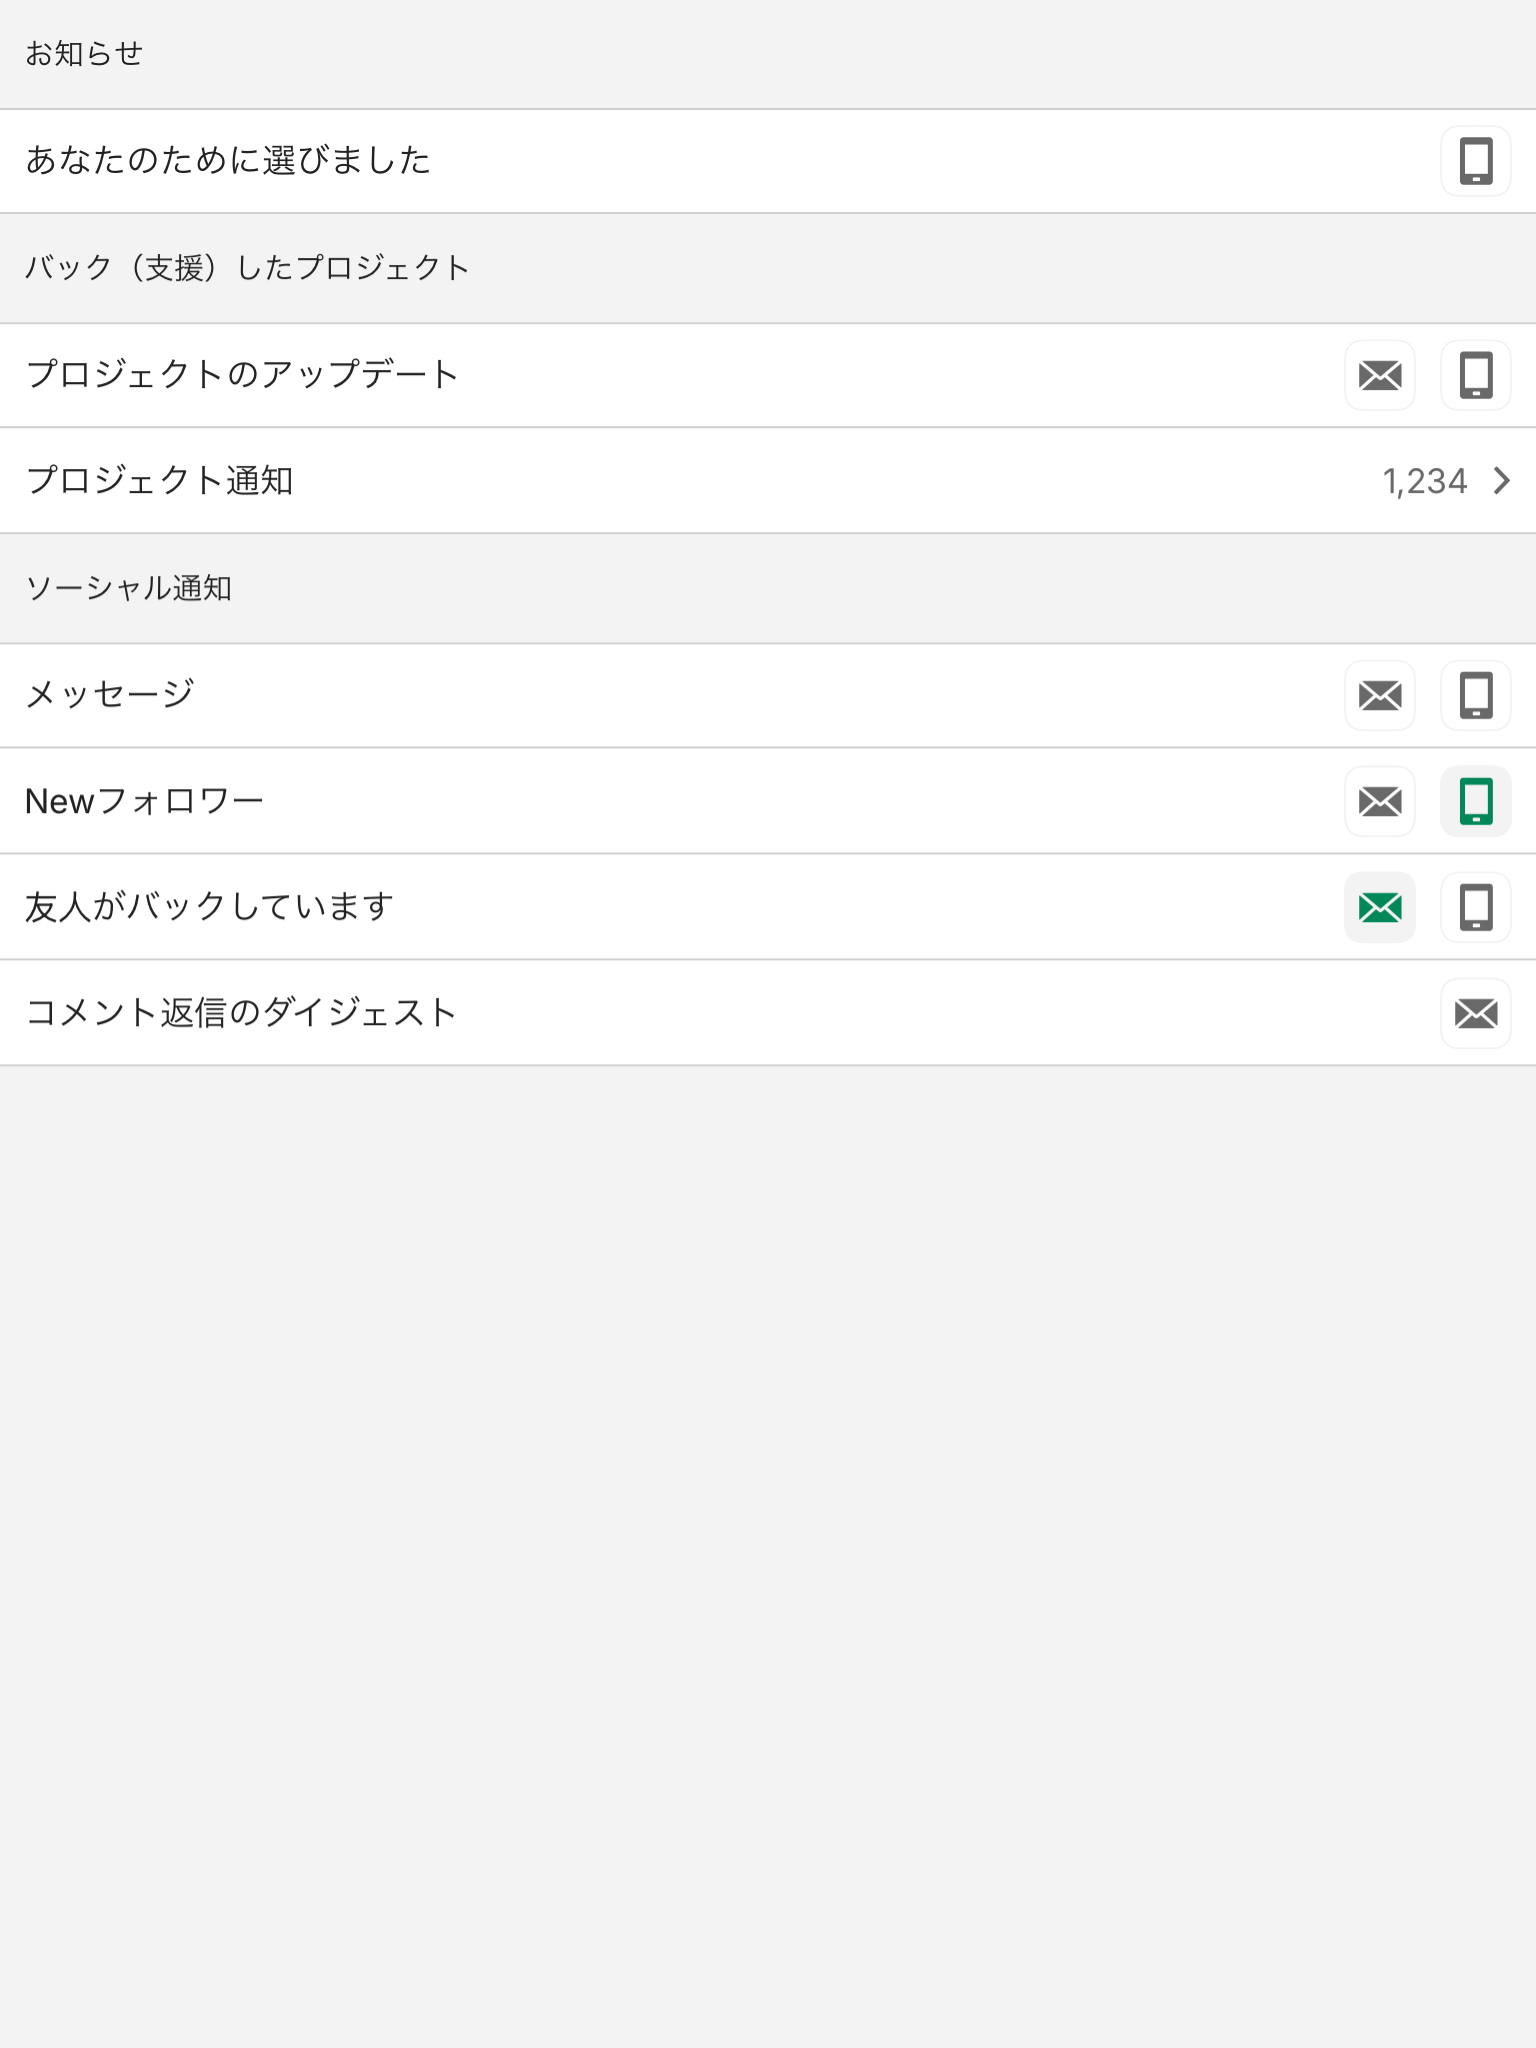 お知らせ
あなたのために選びました
バック（支援）したプロジェクト
プロジェクトのアップデート
プロジェクト通知 1,234
ソーシャル通知
メッセージ
Newフォロワー
友人がバックしています
コメント返信のダイジェスト